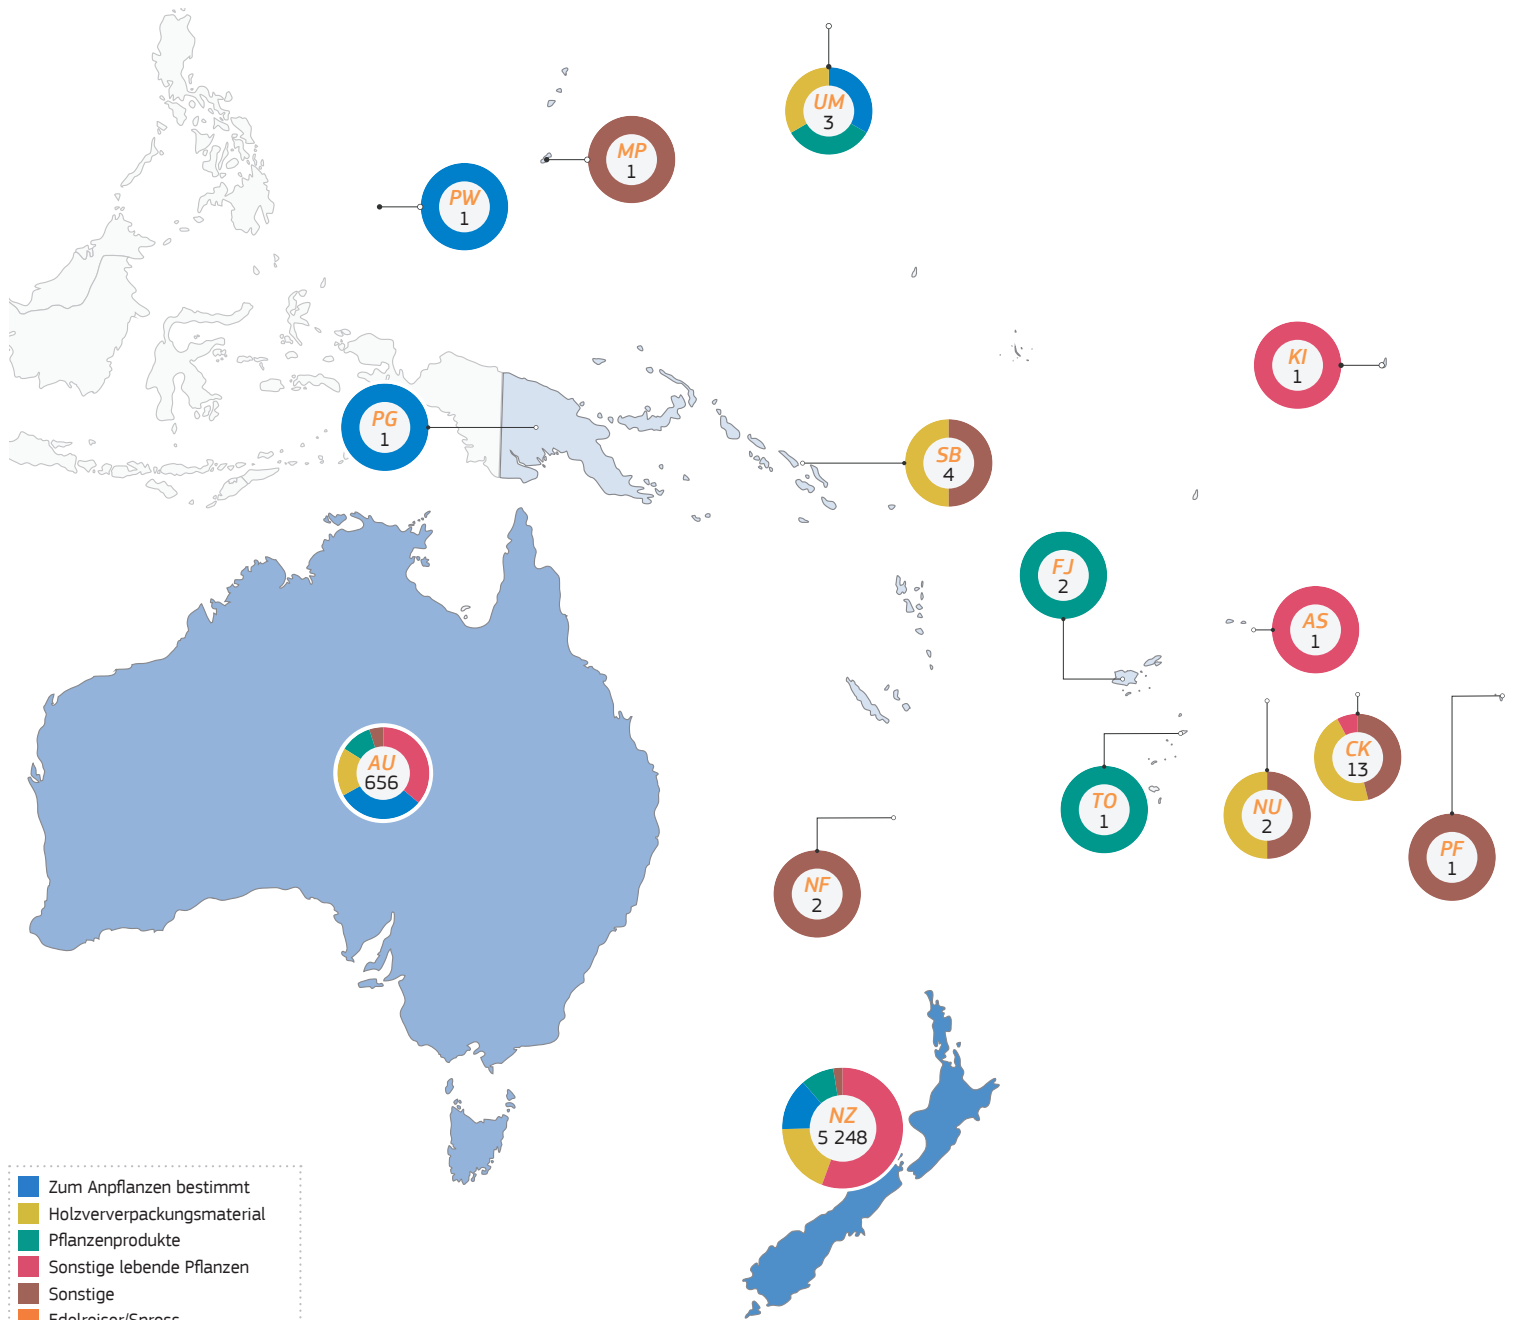 UM
3
MP
1
PW
1
KI
1
PG
1
SB
4
FJ
2
AS
1
AU
656
CK
13
TO
1
NU
2
PF
1
NF
2
NZ
5 248
Zum Anpflanzen bestimmt
Holzververpackungsmaterial
Pflanzenprodukte
Sonstige lebende Pflanzen
Sonstige
Edelreiser/Spross